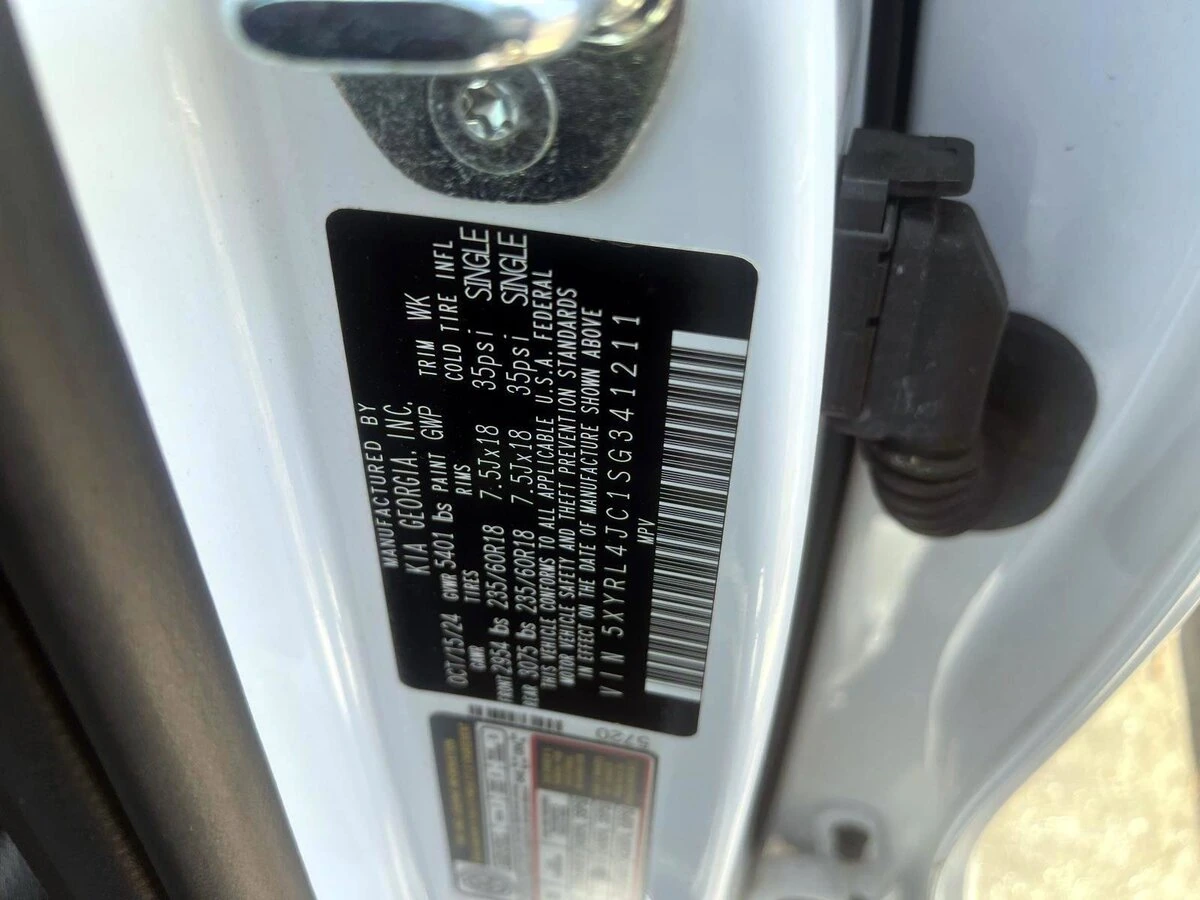 MANUFACTURED BY
KIA GEORGIA, INC.
OCT/15/24 GVWR 5401 lbs PAINT GWP TRIM WK
GAWR TIRES RIMS COLD TIRE INFL
FRONT 2954 lbs 235/60R18 7.5Jx18 35psi SINGLE
REAR 3075 lbs 235/60R18 7.5Jx18 35psi SINGLE
THIS VEHICLE CONFORMS TO ALL APPLICABLE U.S.A. FEDERAL
MOTOR VEHICLE SAFETY AND THEFT PREVENTION STANDARDS
IN EFFECT ON THE DATE OF MANUFACTURE SHOWN ABOVE
VIN 5XYRL4JC1SG341211
MPV
5720